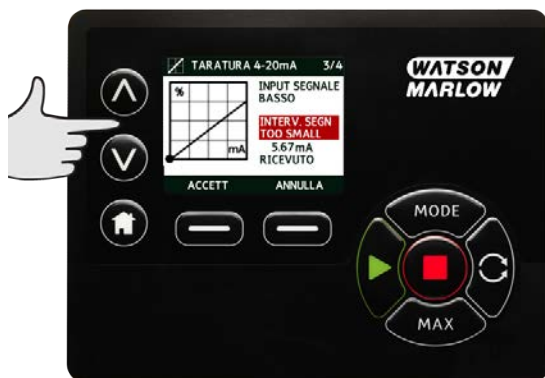 TARATURA 4-20mA 3/4
%
mA
INPUT SEGNALE
BASSO
INTERV. SEGN
TOO SMALL
5.67mA
RICEVUTO
ACCETT ANNULLA
WATSON
MARLOW
MODE
MAX